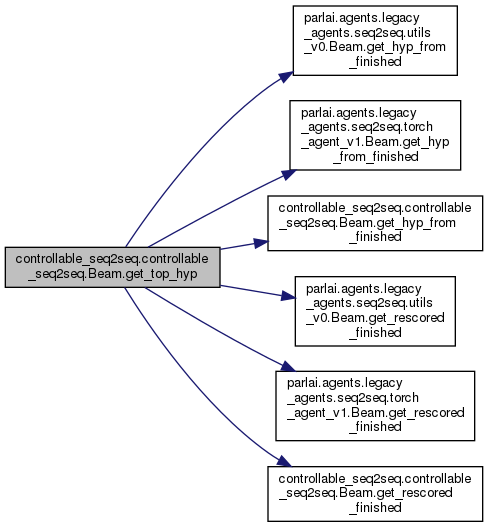 parlai.agents.legacy
_agents.seq2seq.utils
_v0.Beam.get_hyp_from
_finished
parlai.agents.legacy
_agents.seq2seq.torch
_agent_v1.Beam.get_hyp
_from_finished
controllable_seq2seq.controllable
_seq2seq.Beam.get_hyp_from
_finished
controllable_seq2seq.controllable
_seq2seq.Beam.get_top_hyp
parlai.agents.legacy
_agents.seq2seq.utils
_v0.Beam.get_rescored
_finished
parlai.agents.legacy
_agents.seq2seq.torch
_agent_v1.Beam.get_rescored
_finished
controllable_seq2seq.controllable
_seq2seq.Beam.get_rescored
_finished